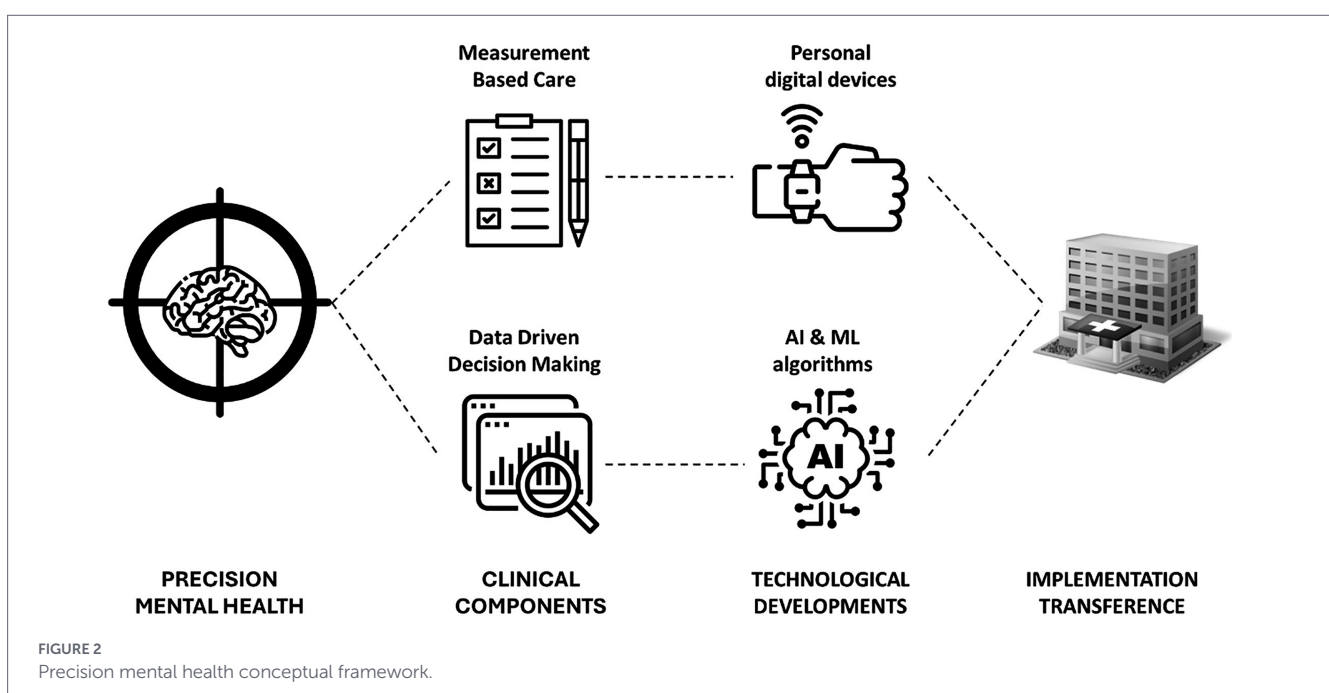 Measurement
Based Care
Personal
digital devices
Data Driven
Decision Making
AI & ML
algorithms
AI
PRECISION
MENTAL HEALTH
CLINICAL
COMPONENTS
TECHNOLOGICAL
DEVELOPMENTS
IMPLEMENTATION
TRANSFERENCE
FIGURE 2
Precision mental health conceptual framework.